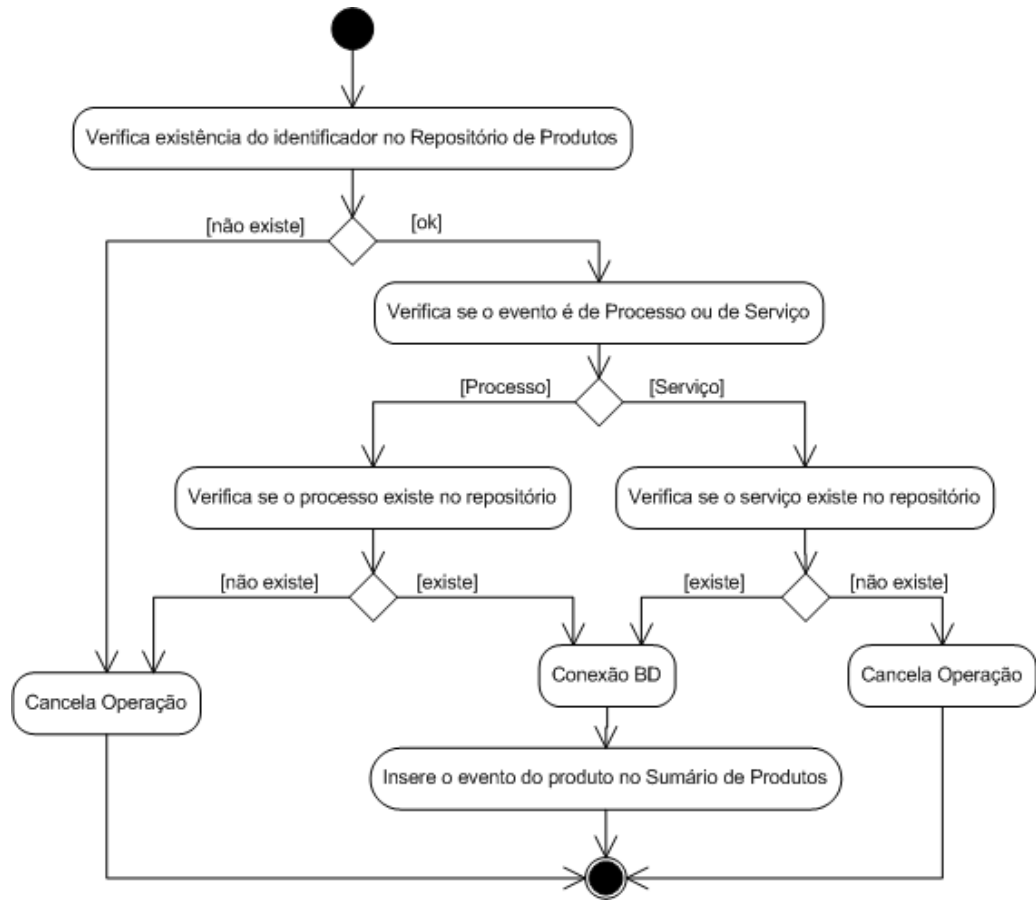 Verifica existência do identificador no Repositório de Produtos
[não existe]
[ok]
Verifica se o evento é de Processo ou de Serviço
[Processo]
[Serviço]
Verifica se o processo existe no repositório
Verifica se o serviço existe no repositório
[não existe]
[existe]
[existe]
[não existe]
Cancela Operação
Conexão BD
Cancela Operação
Insere o evento do produto no Sumário de Produtos